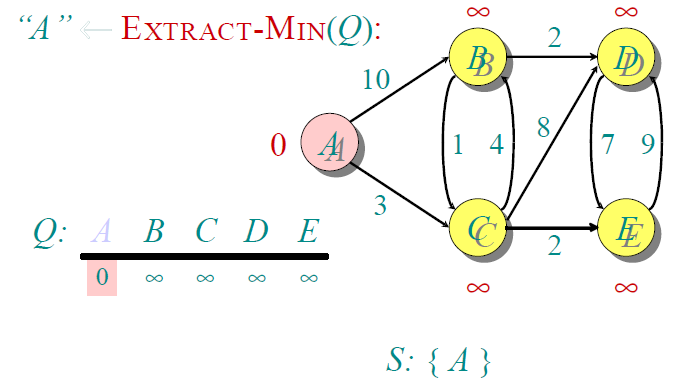 “A” ← EXTRACT-MIN(Q):
∞ ∞
B 2 D
10
0 A 1 4 8 7 9
3
Q: A B C D E
C 2 E
0 ∞ ∞ ∞ ∞
∞ ∞
S: { A }